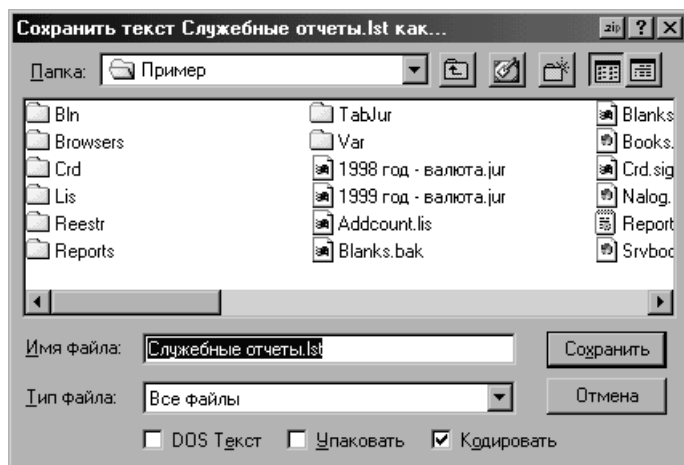 Сохранить текст Служебные отчеты.lst как...
zip ? X
Папка: Пример
Bln TabJur Blanks
Browsers Var Books.
Crd 1998 год - валюта.jur Crd.sig
Lis 1999 год - валюта.jur Nalog.
Reestr Addcount.lis Report
Reports Blanks.bak Srvboo
Имя файла: Служебные отчеты.lst Сохранить
Тип файла: Все файлы Отмена
DOS Текст Упаковать Кодировать